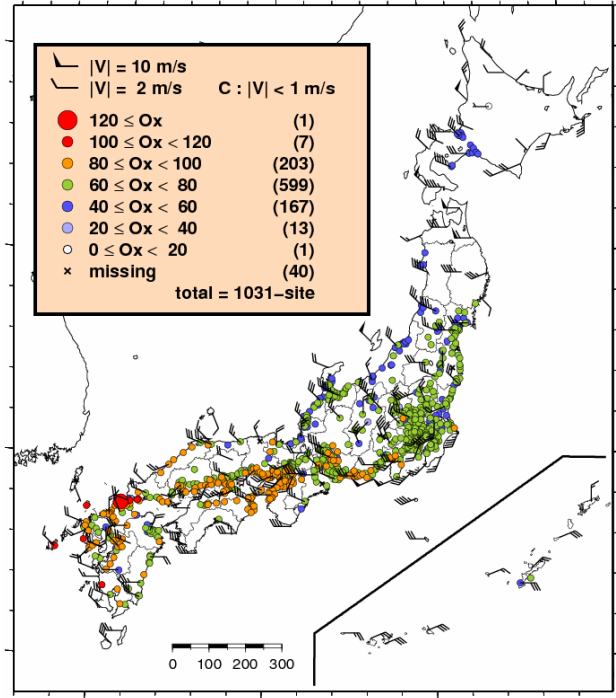 |V| = 10 m/s
|V| = 2 m/s C : |V| < 1 m/s
120 ≤ Ox (1)
100 ≤ Ox < 120 (7)
80 ≤ Ox < 100 (203)
60 ≤ Ox < 80 (599)
40 ≤ Ox < 60 (167)
20 ≤ Ox < 40 (13)
0 ≤ Ox < 20 (1)
missing (40)
total = 1031-site
0 50 100 150 200 300